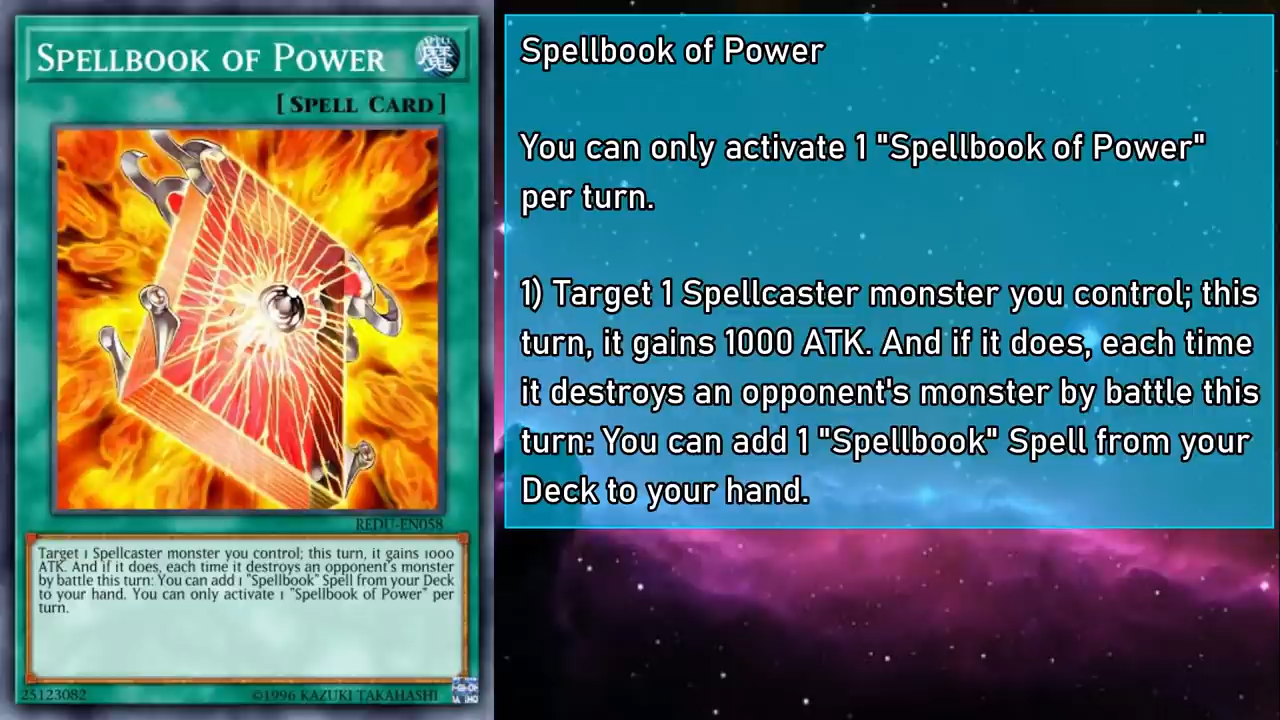 SPELLBOOK OF POWER
魔
[SPELL CARD]
REDU-EN058
Target 1 Spellcaster monster you control; this turn, it gains 1000
ATK. And if it does, each time it destroys an opponent's monster
by battle this turn: You can add 1 "Spellbook" Spell from your Deck
to your hand. You can only activate 1 "Spellbook of Power" per
turn.
25123082
©1996 KAZUKI TAKAHASHI
Spellbook of Power
You can only activate 1 "Spellbook of Power"
per turn.
1) Target 1 Spellcaster monster you control; this
turn, it gains 1000 ATK. And if it does, each time
it destroys an opponent's monster by battle this
turn: You can add 1 "Spellbook" Spell from your
Deck to your hand.